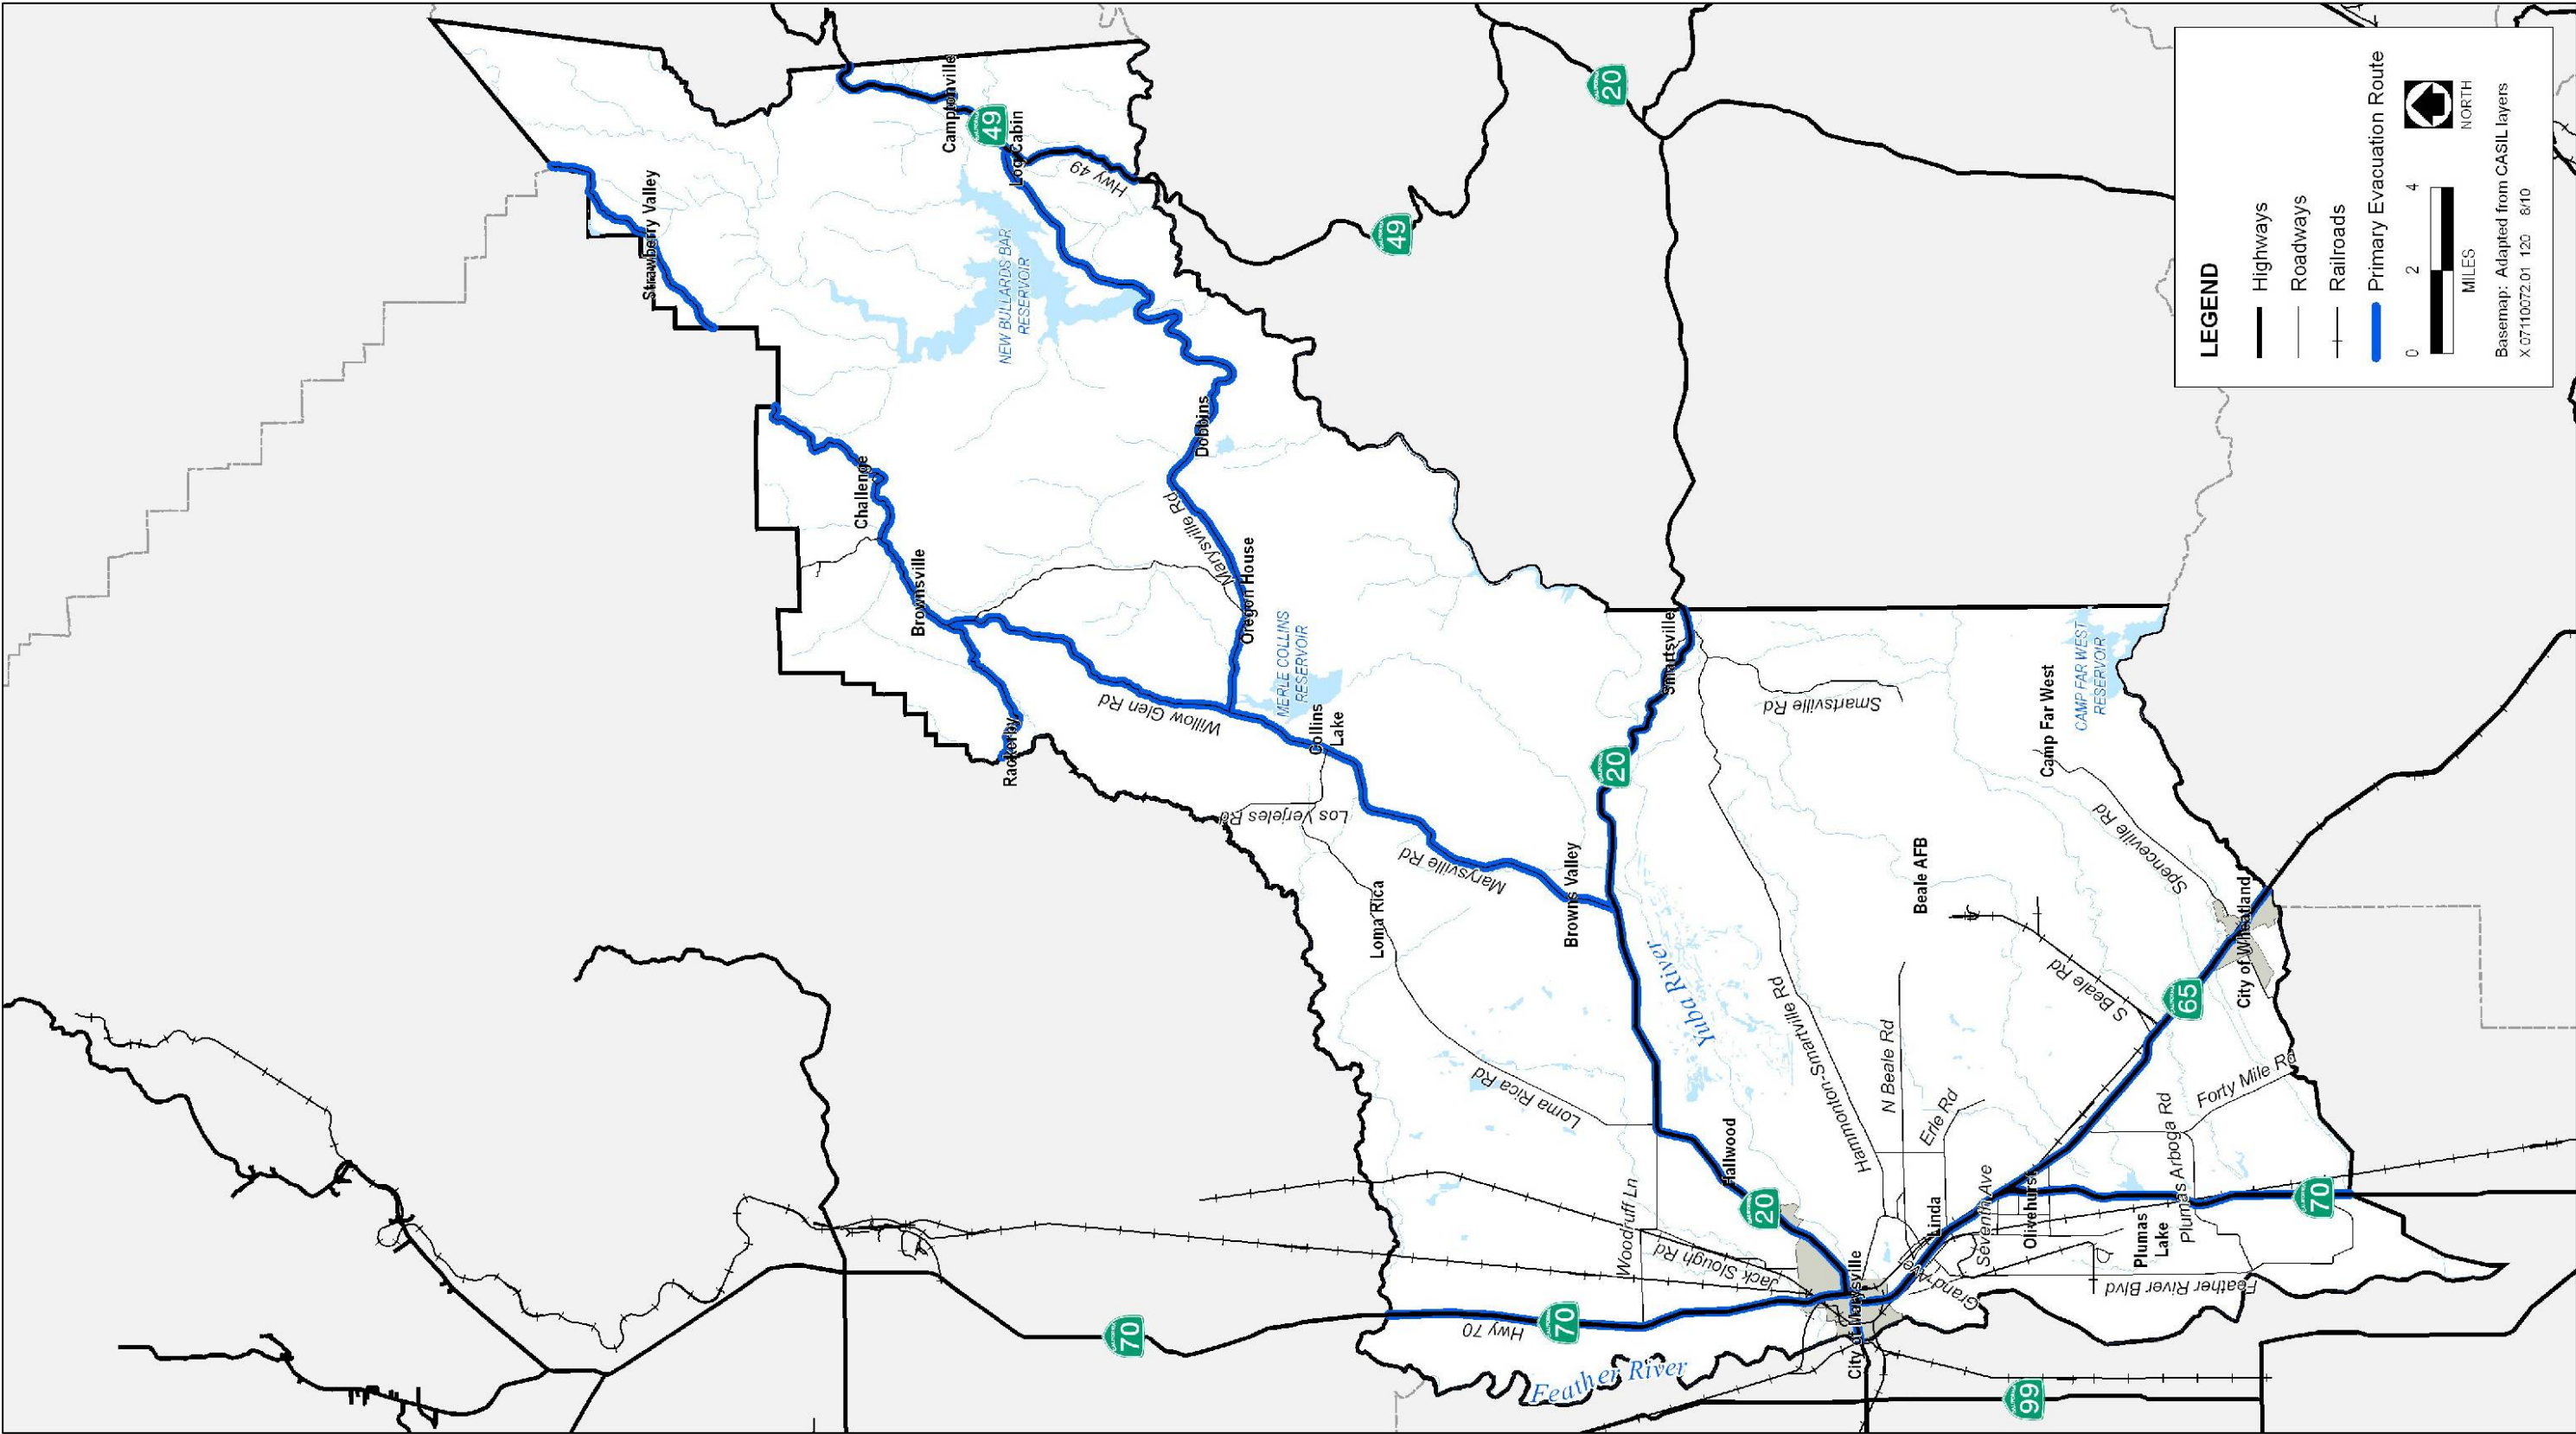 Camptonville
49
Log Cabin
Hwy 49
Strawberry Valley
NEW BULLARDS BAR
RESERVOIR
49
20
Dobbins
Challenge
Marysville Rd
Brownsville
Oregon House
MERLE COLLINS
RESERVOIR
Willow Glen Rd
Rackerby
Collins
Lake
Los Verjeles Rd
Marysville Rd
Loma Rica
Browns Valley
20
Smartsville
Smartsville Rd
Camp Far West
CAMP FAR WEST
RESERVOIR
Spenceville Rd
Beale AFB
City of Wheatland
S Beale Rd
65
Yuba River
Hammonton-Smartville Rd
N Beale Rd
Erle Rd
Loma Rica Rd
Hallwood
20
Woodruff Ln
Jack Slough Rd
Hwy 70
70
70
Feather River
City of Marysville
Linda
Grand Ave
Seventh Ave
Olivehurst
Plumas
Lake
Plumas Arboga Rd
Forty Mile Rd
Feather River Blvd
70
99
LEGEND
Highways
Roadways
Railroads
Primary Evacuation Route
0 2 4
MILES
NORTH
Basemap: Adapted from CASIL layers
X 07110072.01 120 8/10